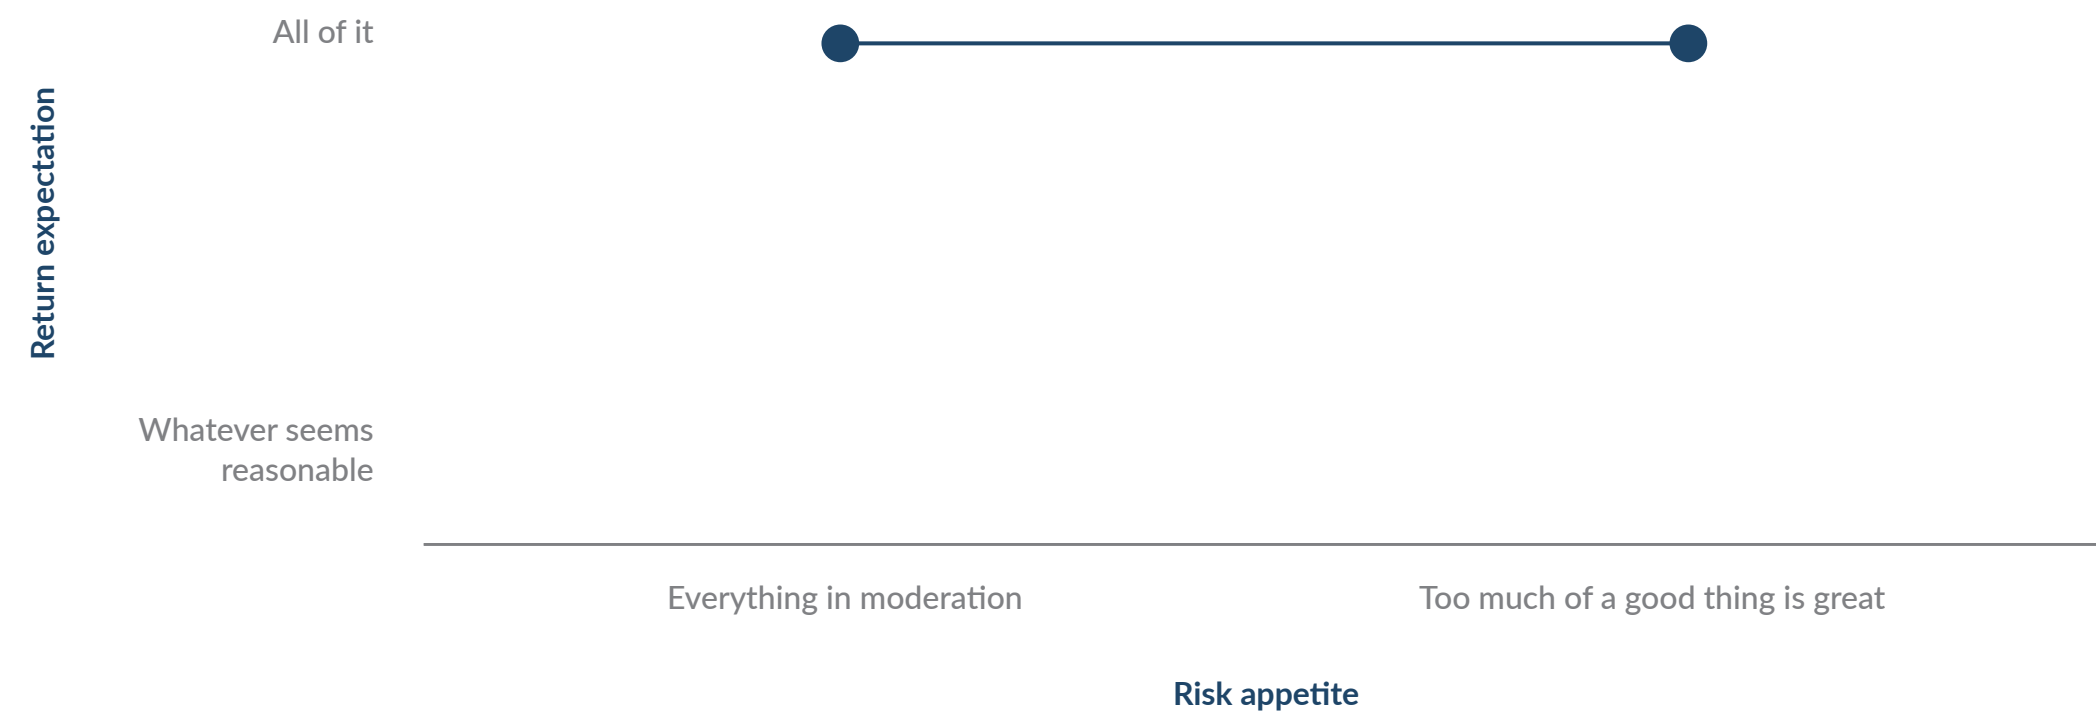 All of it
Return expectation
Whatever seems
reasonable
Everything in moderation
Too much of a good thing is great
Risk appetite